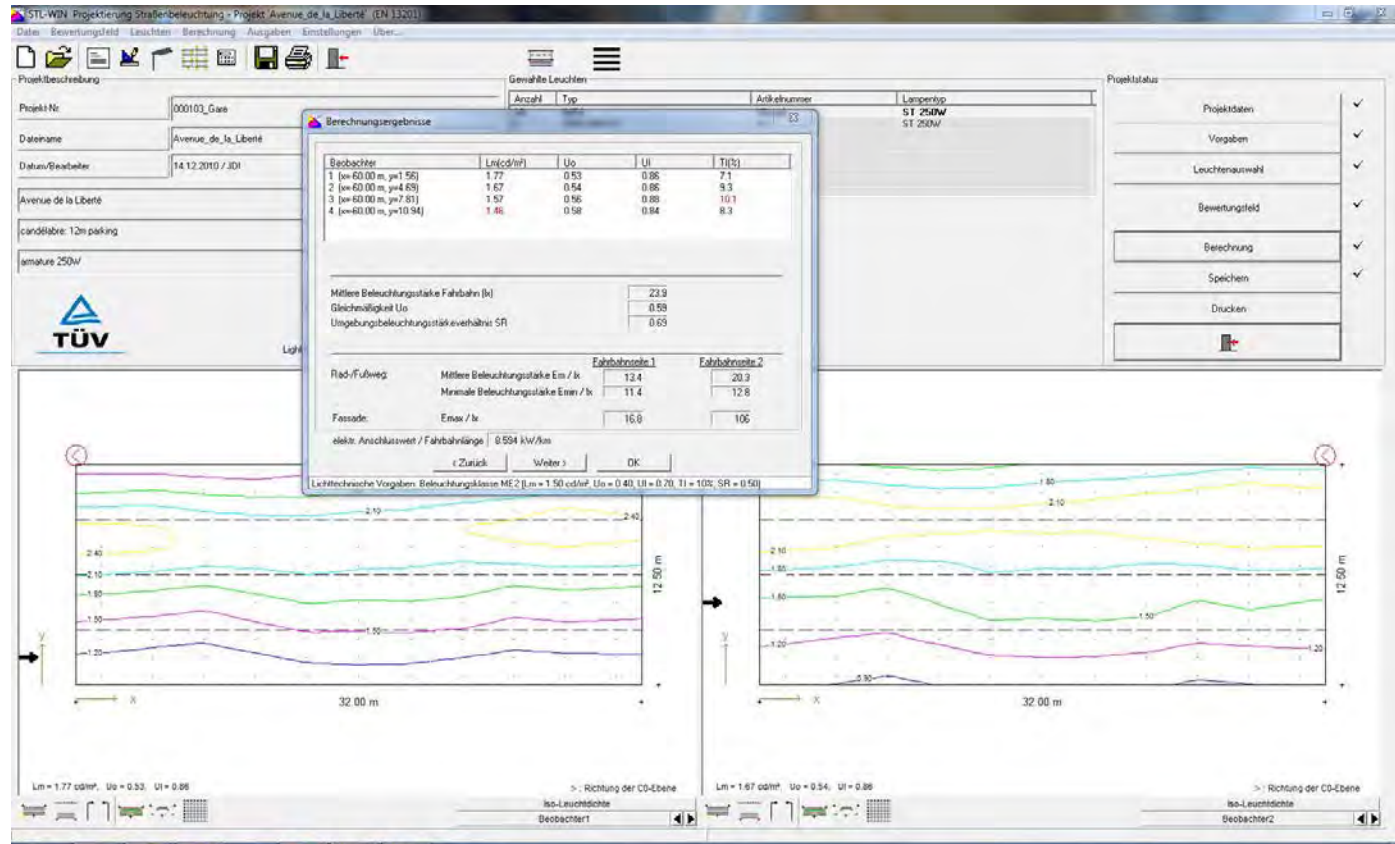 STL-WIN Projektierung Straßenbeleuchtung - Projekt 'Avenue_de_la_Liberté' (EN 13201)
Datei Bewertungsfeld Leuchten Berechnung Ausgaben Einstellungen Über...
Projektbeschreibung
Projekt-Nr. 000103_Gare
Dateiname Avenue_de_la_Liberté
Datum/Bearbeiter 14.12.2010 / JDI
Avenue de la Liberté
candélabre: 12m parking
armature 250W
TÜV
Gewählte Leuchten
Anzahl Typ Artikelnummer Lampentyp
ST 250W
ST 250W
Projektstatus
Projektdaten
Vorgaben
Leuchtenauswahl
Bewertungsfeld
Berechnung
Speichern
Drucken
Berechnungsergebnisse
Beobachter Lm(cd/m²) Uo Ul TI(%)
1 (x=-60.00 m, y=1.56) 1.77 0.53 0.86 7.1
2 (x=-60.00 m, y=4.69) 1.67 0.54 0.86 9.3
3 (x=-60.00 m, y=7.81) 1.57 0.56 0.88 10.1
4 (x=-60.00 m, y=10.94) 1.46 0.58 0.84 8.3
Mittlere Beleuchtungsstärke Fahrbahn (lx) 23.9
Gleichmäßigkeit Uo 0.59
Umgebungsbeleuchtungsstärkeverhältnis SR 0.69
Fahrbahnseite 1 Fahrbahnseite 2
Rad-/Fußweg: Mittlere Beleuchtungsstärke Em / lx 13.4 20.3
Minimale Beleuchtungsstärke Emin / lx 11.4 12.8
Fassade: Emax / lx 16.8 106
elektr. Anschlusswert / Fahrbahnlänge 8.594 kW/km
< Zurück Weiter > OK
Lichttechnische Vorgaben: Beleuchtungsklasse ME2 (Lm = 1.50 cd/m², Uo = 0.40, Ul = 0.70, TI = 10%, SR = 0.50)
2.10
2.40
2.40
2.10
1.80
1.50
1.50
1.20
12.50 m
Y
X
32.00 m
Lm = 1.77 cd/m², Uo = 0.53, Ul = 0.86
> : Richtung der C0-Ebene
Iso-Leuchtdichte
Beobachter1
1.80
2.10
2.10
1.80
1.50
1.50
1.20
1.20
0.90
12.50 m
Y
X
32.00 m
Lm = 1.67 cd/m², Uo = 0.54, Ul = 0.86
> : Richtung der C0-Ebene
Iso-Leuchtdichte
Beobachter2